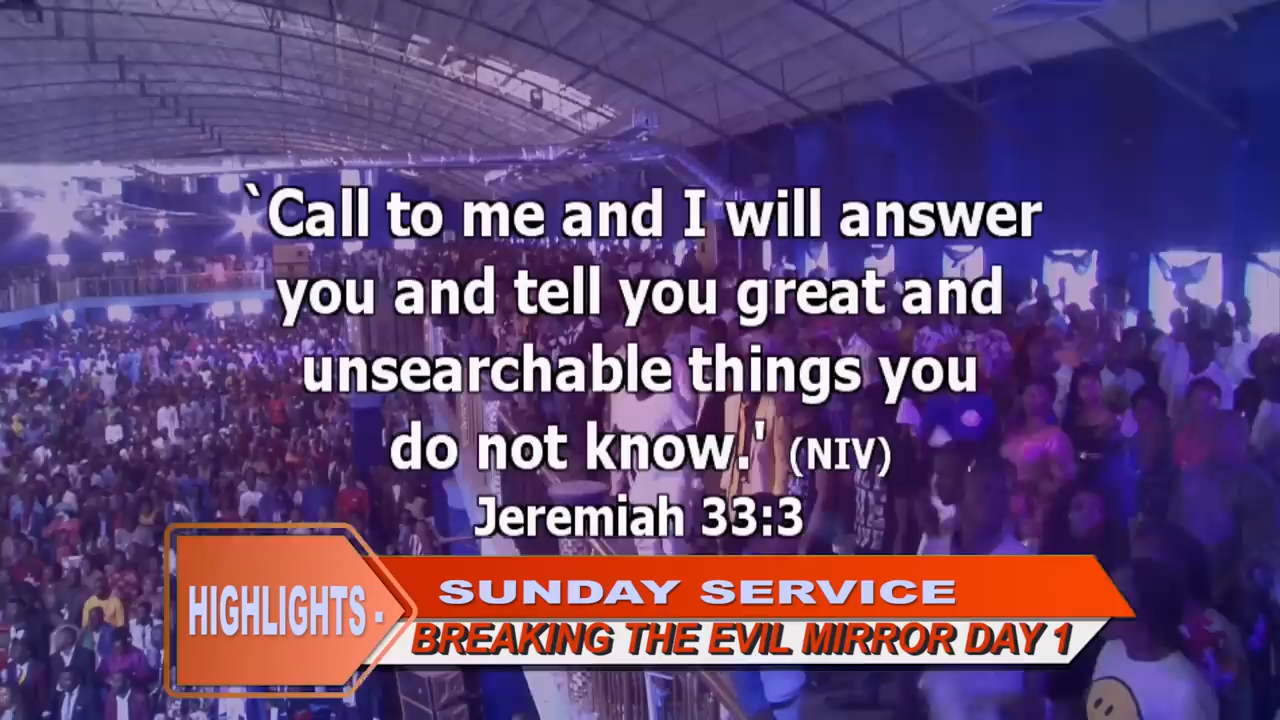 `Call to me and I will answer
you and tell you great and
unsearchable things you
do not know.' (NIV)
Jeremiah 33:3
HIGHLIGHTS -
SUNDAY SERVICE
BREAKING THE EVIL MIRROR DAY 1